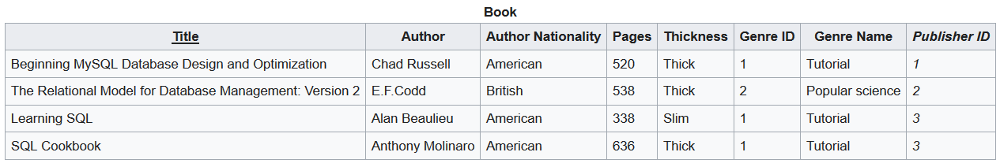 Book
Title Author Author Nationality Pages Thickness Genre ID Genre Name Publisher ID
Beginning MySQL Database Design and Optimization Chad Russell American 520 Thick 1 Tutorial 1
The Relational Model for Database Management: Version 2 E.F.Codd British 538 Thick 2 Popular science 2
Learning SQL Alan Beaulieu American 338 Slim 1 Tutorial 3
SQL Cookbook Anthony Molinaro American 636 Thick 1 Tutorial 3